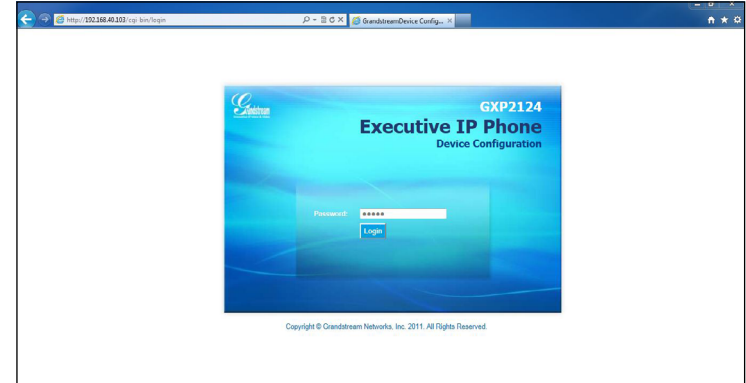 http://192.168.40.103/cgi-bin/login
GrandstreamDevice Config...
Grandstream
GXP2124
Executive IP Phone
Device Configuration
Password:
Login
Copyright © Grandstream Networks, Inc. 2011. All Rights Reserved.